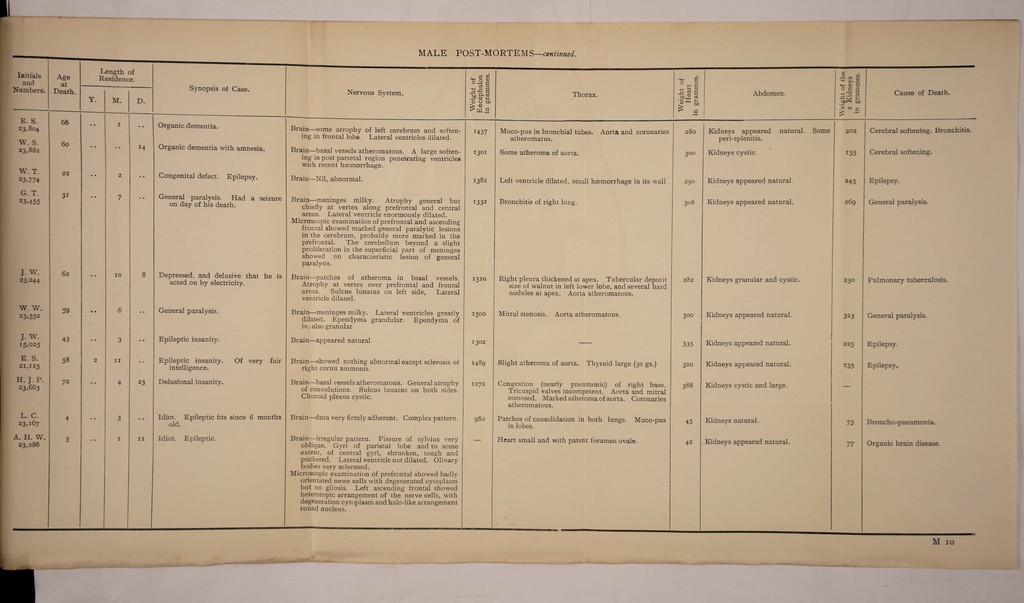 MALE POST-MORTEMS—continued.
Initials and Numbers. | Age at Death. | Length of Residence. Y. M. D. | Synopsis of Case. | Nervous System. | Weight of Encephalon in grammes. | Thorax. | Weight of Heart in grammes. | Abdomen. | Weight of the 2 Kidneys in grammes. | Cause of Death.
E. S. 23,804 | 66 | .. | 1 | .. | Organic dementia. | Brain—some atrophy of left cerebrum and soften-
ing in frontal lobe. Lateral ventricles dilated. | 1437 | Muco-pus in bronchial tubes. Aorta and coronaries
atheromatus. | 280 | Kidneys appeared natural. Some
peri-splenitis. | 202 | Cerebral softening. Bronchitis.
W. S. 23,882 | 60 | .. | .. | 14 | Organic dementia with amnesia. | Brain—basal vessels atheromatous. A large soften-
ing in post parietal region penetrating ventricles
with recent hæmorrhage. | 1301 | Some atheroma of aorta. | 300 | Kidneys cystic. | 135 | Cerebral softening.
W. T. 23,774 | 22 | .. | 2 | .. | Congenital defect. Epilepsy. | Brain—Nil, abnormal. | 1382 | Left ventricle dilated, small hæmorrhage in its wall. | 290 | Kidneys appeared natural. | 245 | Epilepsy.
G. T. 23,455 | 31 | .. | 7 | .. | General paralysis. Had a seizure
on day of his death. | Brain—meninges milky. Atrophy general but
chiefly at vertex along prefrontal and central
areas. Lateral ventricle enormously dilated.
Microscopic examination of prefrontal and ascending
frontal showed marked general paralytic lesions
in the cerebrum, probably more marked in the
prefrontal. The cerebellum beyond a slight
proliferation in the superficial part of meninges
showed no characteristic lesion of general
paralysis. | 1332 | Bronchitis of right lung. | 308 | Kidneys appeared natural. | 269 | General paralysis.
J. W. 23,244 | 62 | .. | 10 | 8 | Depressed, and delusive that he is
acted on by electricity. | Brain—patches of atheroma in basal vessels.
Atrophy at vertex over prefrontal and frontal
areas. Sulcus lunatus on left side, Lateral
ventricle dilated. | 1510 | Right pleura thickened at apex. Tubercular deposit
size of walnut in left lower lobe, and several hard
nodules at apex. Aorta atheromatous. | 282 | Kidneys granular and cystic. | 230 | Pulmonary tuberculosis.
W. W. 23,552 | 59 | .. | 6 | .. | General paralysis. | Brain—meninges milky. Lateral ventricles greatly
dilated. Ependyma grandular. Ependyma of
iv. also granular. | 1300 | Mitral stenosis. Aorta atheromatous. | 300 | Kidneys appeared natural. | 323 | General paralysis.
J. W. 15,025 | 43 | .. | 3 | .. | Epileptic insanity. | Brain—appeared natural. | 1302 | — | 335 | Kidneys appeared natural. | 225 | Epilepsy.
E. S. 21,115 | 58 | 2 | 11 | .. | Epileptic insanity. Of very fair
intelligence. | Brain—showed nothing abnormal except sclerosis of
right cornu ammonis. | 1489 | Slight atheroma of aorta. Thyroid large (30 gs.) | 320 | Kidneys appeared natural. | 235 | Epilepsy.
H. J. P. 23,663 | 72 | .. | 4 | 23 | Delusional insanity. | Brain—basal vessels atheromatous. General atrophy
of convolutions. Sulcus lunatus on both sides.
Choroid plexus cystic. | 1272 | Congestion (nearly pneumonic) of right base.
Tricuspid valves incompetent. Aorta and mitral
stenosed. Marked atheroma of aorta. Coronaries
atheromatous. | 388 | Kidneys cystic and large. | —
L. C. 23,167 | 4 | .. | 3 | .. | Idiot. Epileptic fits since 6 months
old. | Brain—dura very firmly adherent. Complex pattern. | 980 | Patches of consolidation in both lungs. Muco-pus
in lobes. | 45 | Kidneys natural. | 75 | Broncho-pneumonia.
A. H. W. 23,286 | 3 | .. | 1 | 11 | Idiot. Epileptic. | Brain—irregular pattern. Fissure of sylvius very
oblique. Gyri of parietal lobe and to some
extent, of central gyri, shrunken, tough and
puckered. Lateral ventricle not dilated. Olivary
bodies very sclerosed.
Microscopic examination of prefrontal showed badly
orientated nerve cells with degenerated cytoplasm
but no gliosis. Left ascending frontal showed
heterotopic arrangement of the nerve cells, with
degeneration cytoplasm and halo-like arrangement
round nucleus. | — | Heart small and with patent foramen ovale. | 42 | Kidneys appeared natural. | 77 | Organic brain disease.
M 10